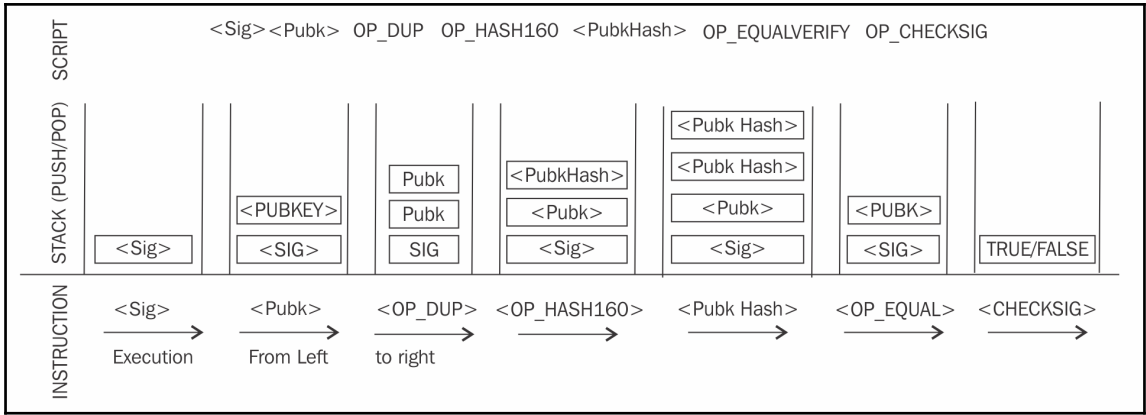 SCRIPT
<Sig> <Pubk> OP_DUP OP_HASH160 <PubkHash> OP_EQUALVERIFY OP_CHECKSIG
STACK (PUSH/POP)
<Sig>
<PUBKEY>
<SIG>
Pubk
Pubk
SIG
<PubkHash>
<Pubk>
<Sig>
<Pubk Hash>
<Pubk Hash>
<Pubk>
<Sig>
<PUBK>
<SIG>
TRUE/FALSE
INSTRUCTION
<Sig> <Pubk> <OP_DUP> <OP_HASH160> <Pubk Hash> <OP_EQUAL> <CHECKSIG>
Execution From Left to right